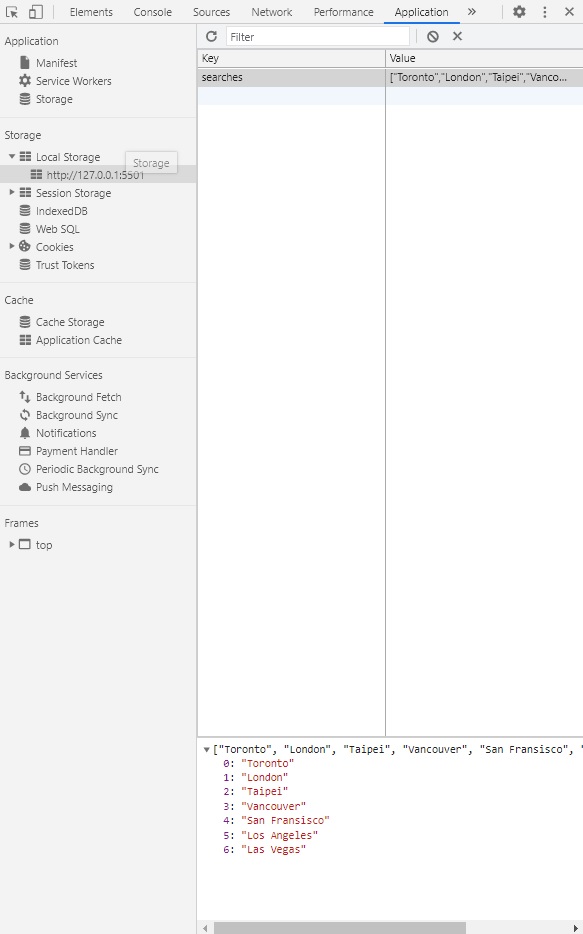 Elements Console Sources Network Performance Application »
Application
Manifest
Service Workers
Storage
Storage
Local Storage
Storage
http://127.0.0.1:5501
Session Storage
IndexedDB
Web SQL
Cookies
Trust Tokens
Cache
Cache Storage
Application Cache
Background Services
Background Fetch
Background Sync
Notifications
Payment Handler
Periodic Background Sync
Push Messaging
Frames
top
Filter
Key Value
searches ["Toronto","London","Taipei","Vanco...
["Toronto", "London", "Taipei", "Vancouver", "San Fransisco", "
0: "Toronto"
1: "London"
2: "Taipei"
3: "Vancouver"
4: "San Fransisco"
5: "Los Angeles"
6: "Las Vegas"